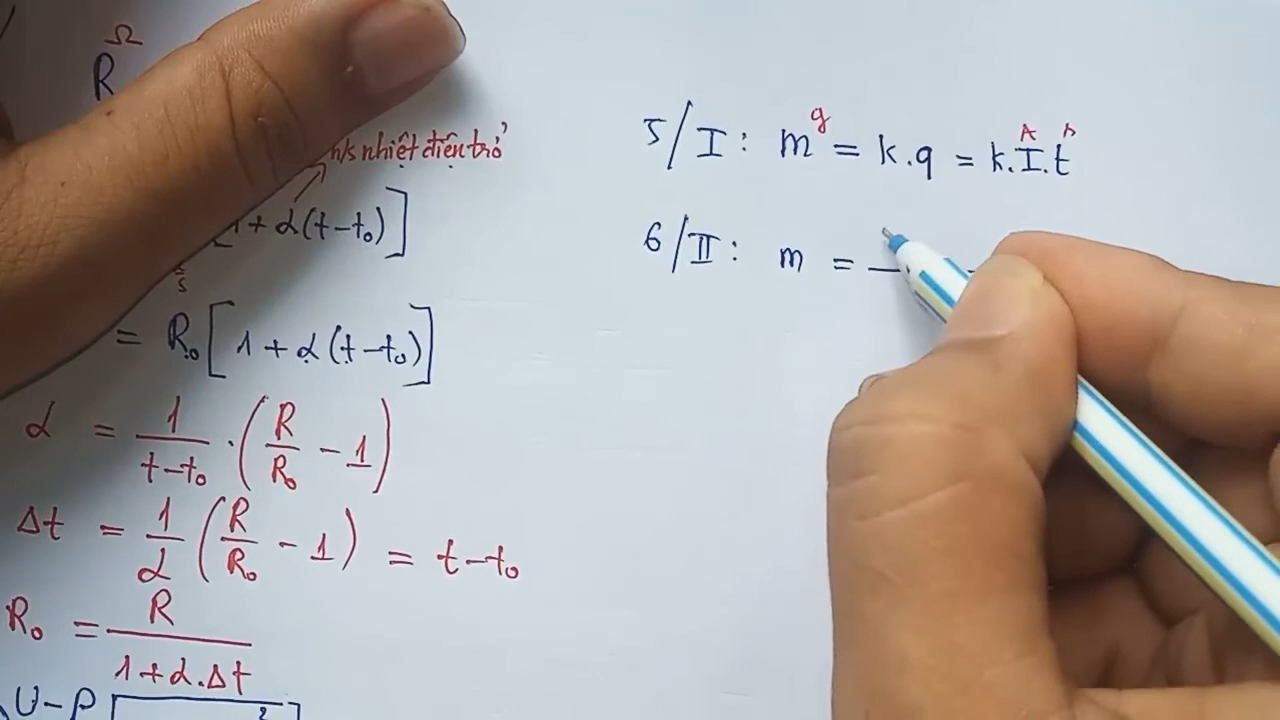 Ω
R
h/s nhiệt điện trở
1 + α(t-t₀)]
= R₀[1 + α(t-t₀)]
α = 1/(t-t₀) · (R/R₀ - 1)
Δt = 1/α (R/R₀ - 1) = t-t₀
R₀ = R/(1+α.Δt)
U-ρ
2
g A s
5/I: m = k.q = k.I.t
6/II: m =